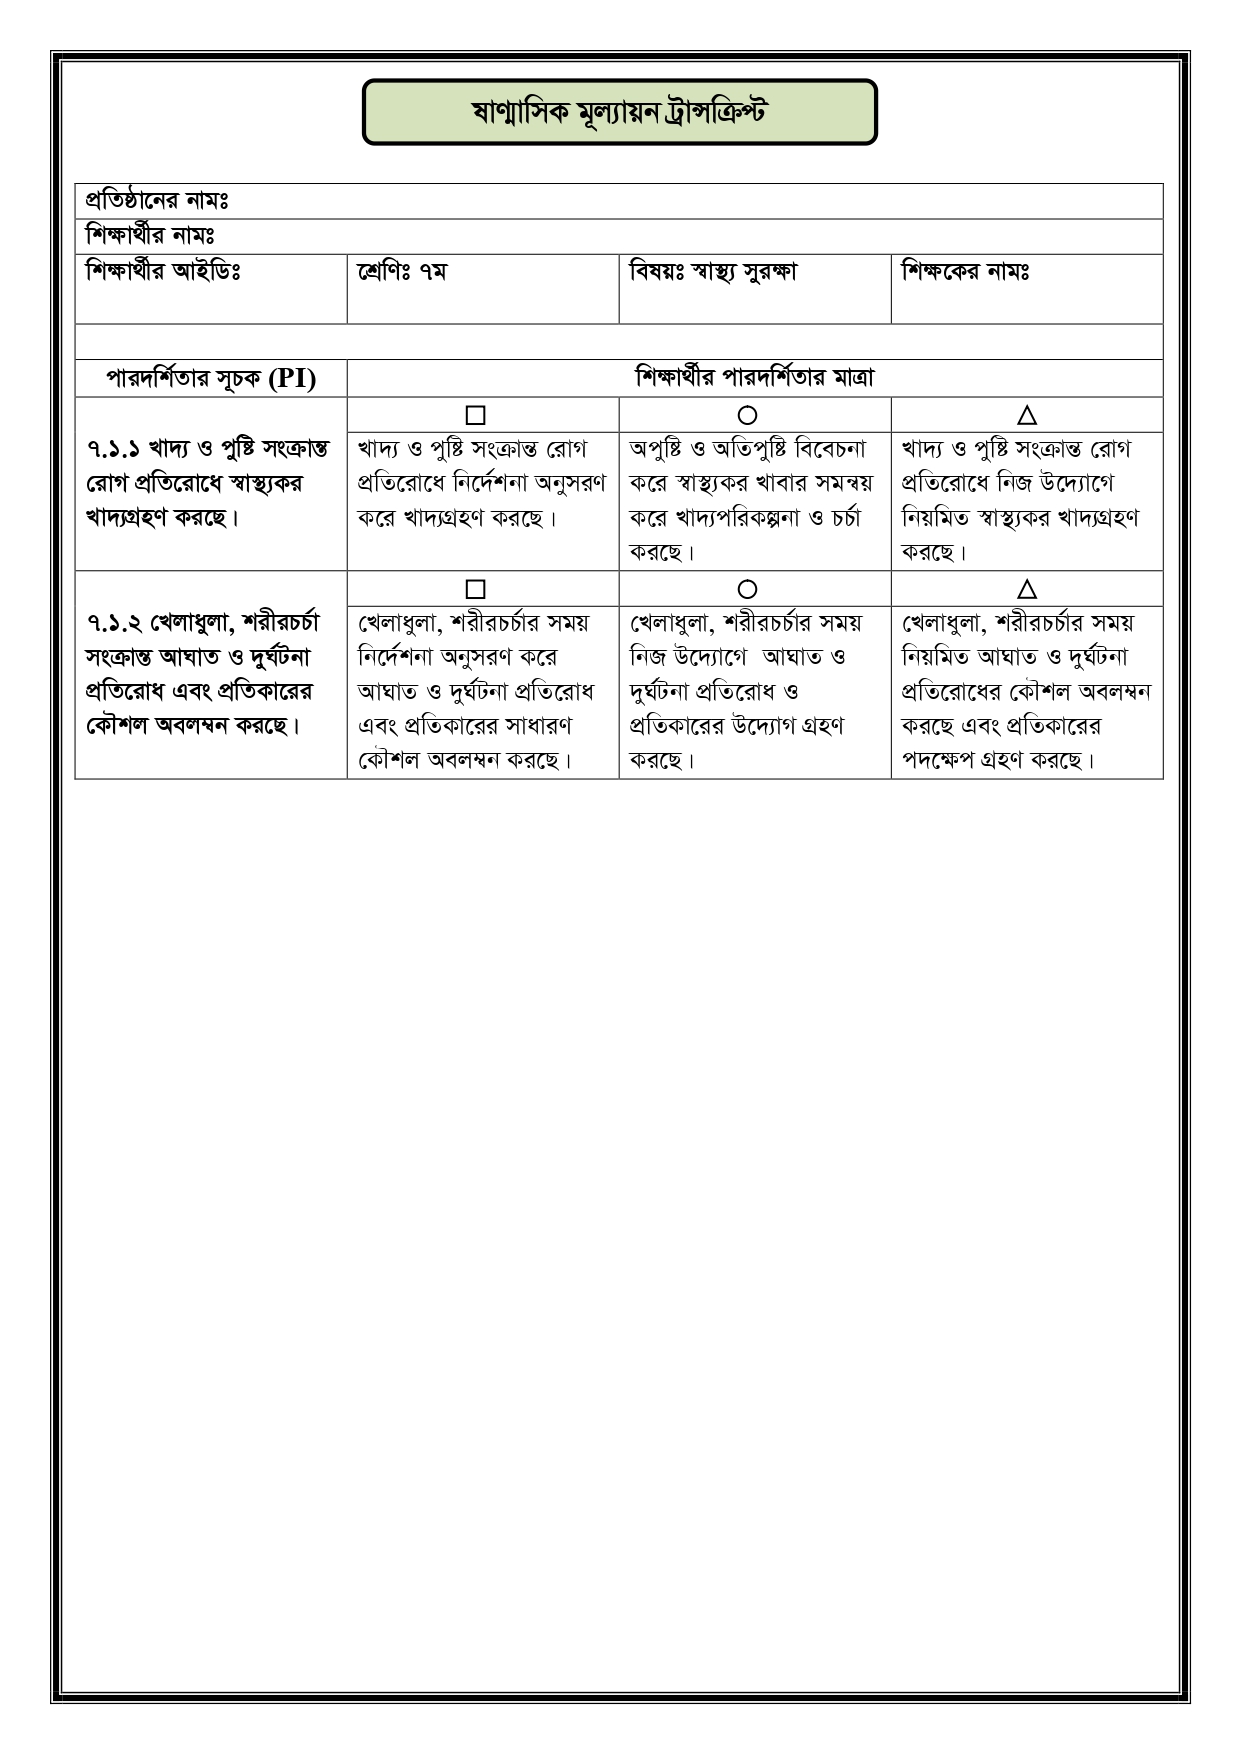 ষাণ্মাসিক মূল্যায়ন ট্রান্সক্রিপ্ট
প্রতিষ্ঠানের নামঃ
শিক্ষার্থীর নামঃ
শিক্ষার্থীর আইডিঃ শ্রেণিঃ ৭ম বিষয়ঃ স্বাস্থ্য সুরক্ষা শিক্ষকের নামঃ
পারদর্শিতার সূচক (PI) শিক্ষার্থীর পারদর্শিতার মাত্রা
□ ○ △
৭.১.১ খাদ্য ও পুষ্টি সংক্রান্ত
রোগ প্রতিরোধে স্বাস্থ্যকর
খাদ্যগ্রহণ করছে।
খাদ্য ও পুষ্টি সংক্রান্ত রোগ
প্রতিরোধে নির্দেশনা অনুসরণ
করে খাদ্যগ্রহণ করছে।
অপুষ্টি ও অতিপুষ্টি বিবেচনা
করে স্বাস্থ্যকর খাবার সমন্বয়
করে খাদ্যপরিকল্পনা ও চর্চা
করছে।
খাদ্য ও পুষ্টি সংক্রান্ত রোগ
প্রতিরোধে নিজ উদ্যোগে
নিয়মিত স্বাস্থ্যকর খাদ্যগ্রহণ
করছে।
□ ○ △
৭.১.২ খেলাধুলা, শরীরচর্চা
সংক্রান্ত আঘাত ও দুর্ঘটনা
প্রতিরোধ এবং প্রতিকারের
কৌশল অবলম্বন করছে।
খেলাধুলা, শরীরচর্চার সময়
নির্দেশনা অনুসরণ করে
আঘাত ও দুর্ঘটনা প্রতিরোধ
এবং প্রতিকারের সাধারণ
কৌশল অবলম্বন করছে।
খেলাধুলা, শরীরচর্চার সময়
নিজ উদ্যোগে আঘাত ও
দুর্ঘটনা প্রতিরোধ ও
প্রতিকারের উদ্যোগ গ্রহণ
করছে।
খেলাধুলা, শরীরচর্চার সময়
নিয়মিত আঘাত ও দুর্ঘটনা
প্রতিরোধের কৌশল অবলম্বন
করছে এবং প্রতিকারের
পদক্ষেপ গ্রহণ করছে।